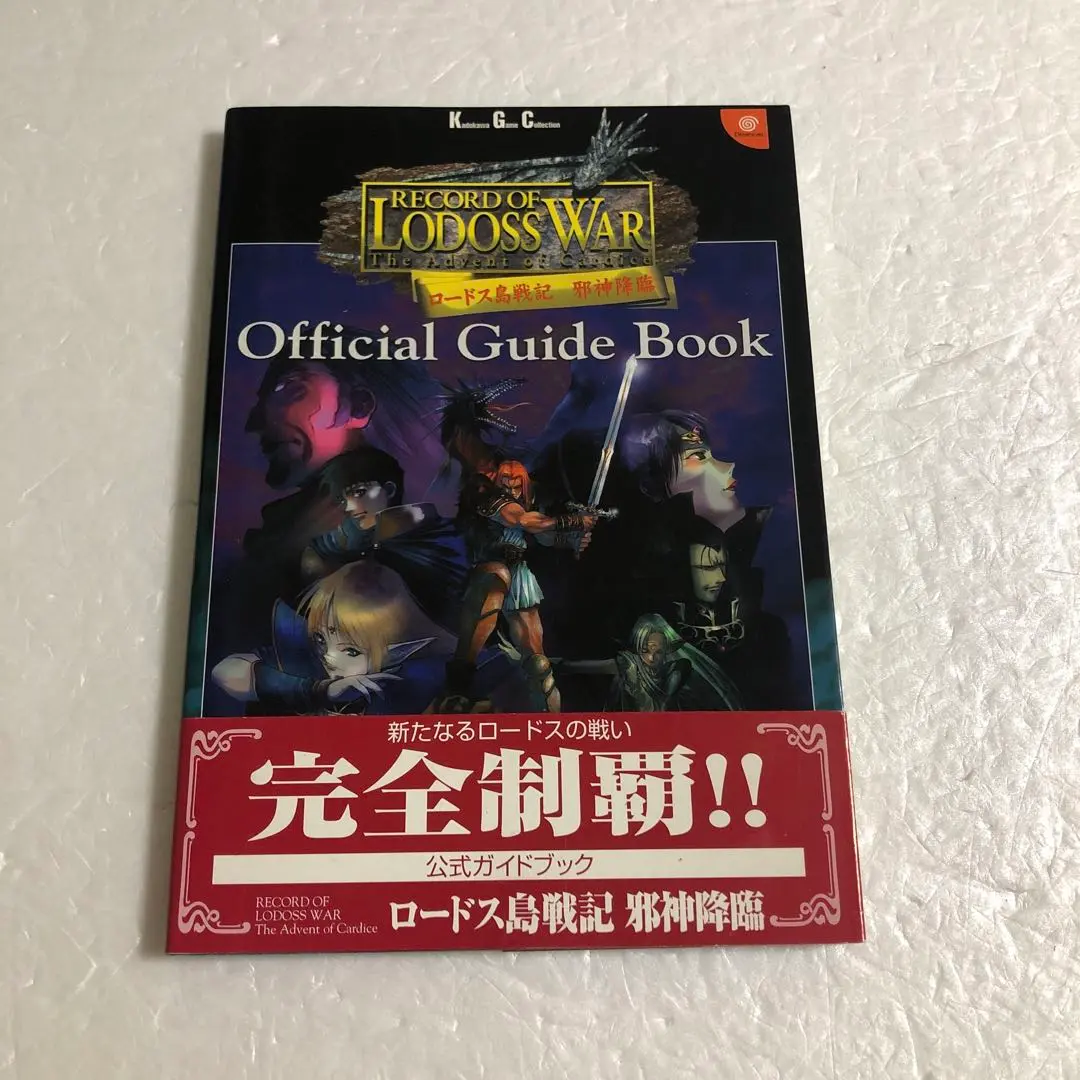 Kadokawa Game Collection
Dreamcast
RECORD OF
LODOSS WAR
The Advent of Cardice
ロードス島戦記 邪神降臨
Official Guide Book
新たなるロードスの戦い
完全制覇!!
公式ガイドブック
RECORD OF
LODOSS WAR
The Advent of Cardice
ロードス島戦記 邪神降臨